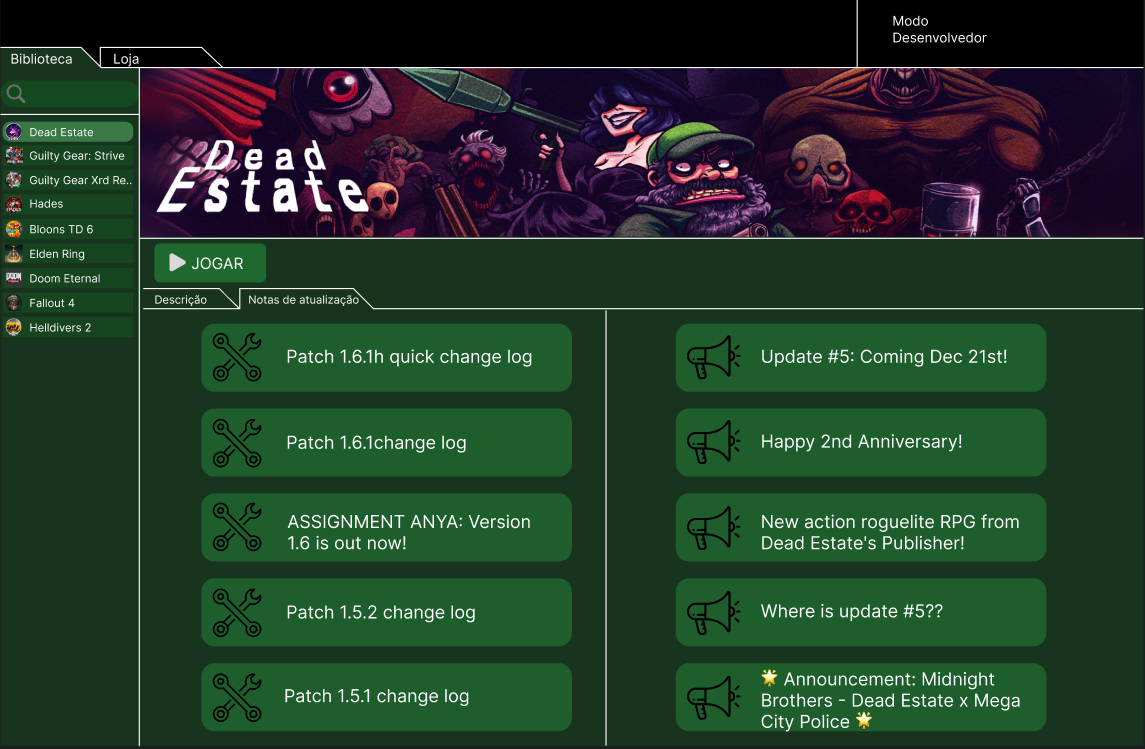 Modo
Desenvolvedor
Biblioteca
Loja
Dead Estate
Guilty Gear: Strive
Guilty Gear Xrd Re..
Hades
Bloons TD 6
Elden Ring
Doom Eternal
Fallout 4
Helldivers 2
Dead
Estate
JOGAR
Descrição
Notas de atualização
Patch 1.6.1h quick change log
Patch 1.6.1change log
ASSIGNMENT ANYA: Version
1.6 is out now!
Patch 1.5.2 change log
Patch 1.5.1 change log
Update #5: Coming Dec 21st!
Happy 2nd Anniversary!
New action roguelite RPG from
Dead Estate's Publisher!
Where is update #5??
🌟 Announcement: Midnight
Brothers - Dead Estate x Mega
City Police 🌟